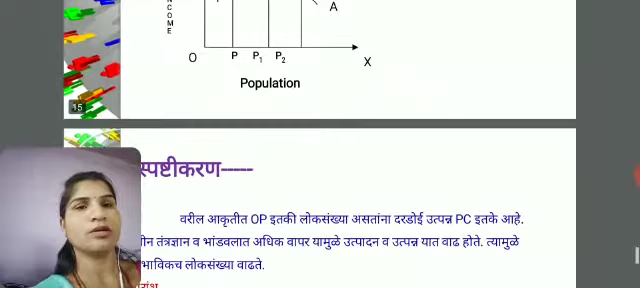 C
O
M
E
A
O P P₁ P₂ X
Population
15
स्पष्टीकरण-----
वरील आकृतीत OP इतकी लोकसंख्या असतांना दरडोई उत्पन्न PC इतके आहे.
तंत्रज्ञान व भांडवलात अधिक वापर यामुळे उत्पादन व उत्पन्न यात वाढ होते. त्यामुळे
लोकसंख्या वाढते.